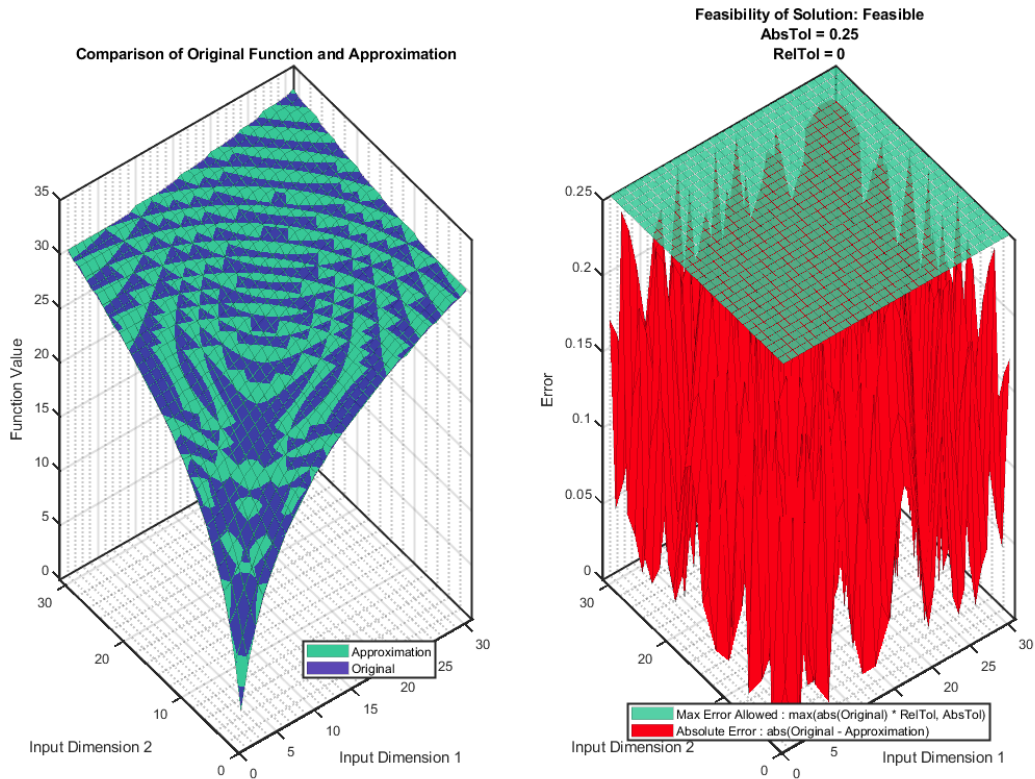 Comparison of Original Function and Approximation
Function Value
35
30
25
20
15
10
5
0
30
20
10
0
Input Dimension 2
0
5
10
15
20
25
30
Input Dimension 1
Approximation
Original
Feasibility of Solution: Feasible
AbsTol = 0.25
RelTol = 0
Error
0.25
0.2
0.15
0.1
0.05
0
30
20
10
0
Input Dimension 2
0
5
10
15
20
25
30
Input Dimension 1
Max Error Allowed : max(abs(Original) * RelTol, AbsTol)
Absolute Error : abs(Original - Approximation)